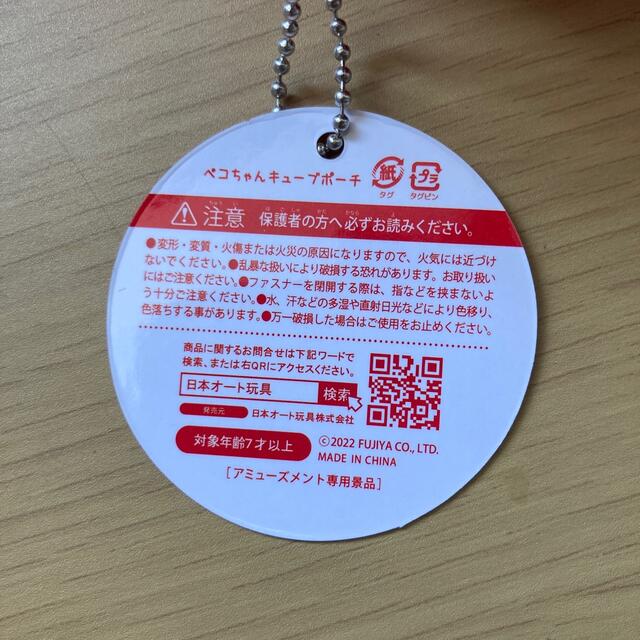 ペコちゃんキューブポーチ
紙
タグ
プラ
タグピン
注意 保護者の方へ必ずお読みください。
●変形・変質・火傷または火災の原因になりますので、火気には近づけ
ないでください。●乱暴な扱いにより破損する恐れがあります。お取り扱い
にはご注意ください。●ファスナーを開閉する際は、指などを挟まないよ
う十分ご注意ください。●水、汗などの多湿や直射日光などにより色移り、
色落ちする事があります。●万一破損した場合はご使用をお止めください。
商品に関するお問合せは下記ワードで
検索、または右QRにアクセスください。
日本オート玩具 検索
発売元 日本オート玩具株式会社
対象年齢7才以上
©2022 FUJIYA CO., LTD.
MADE IN CHINA
[アミューズメント専用景品]